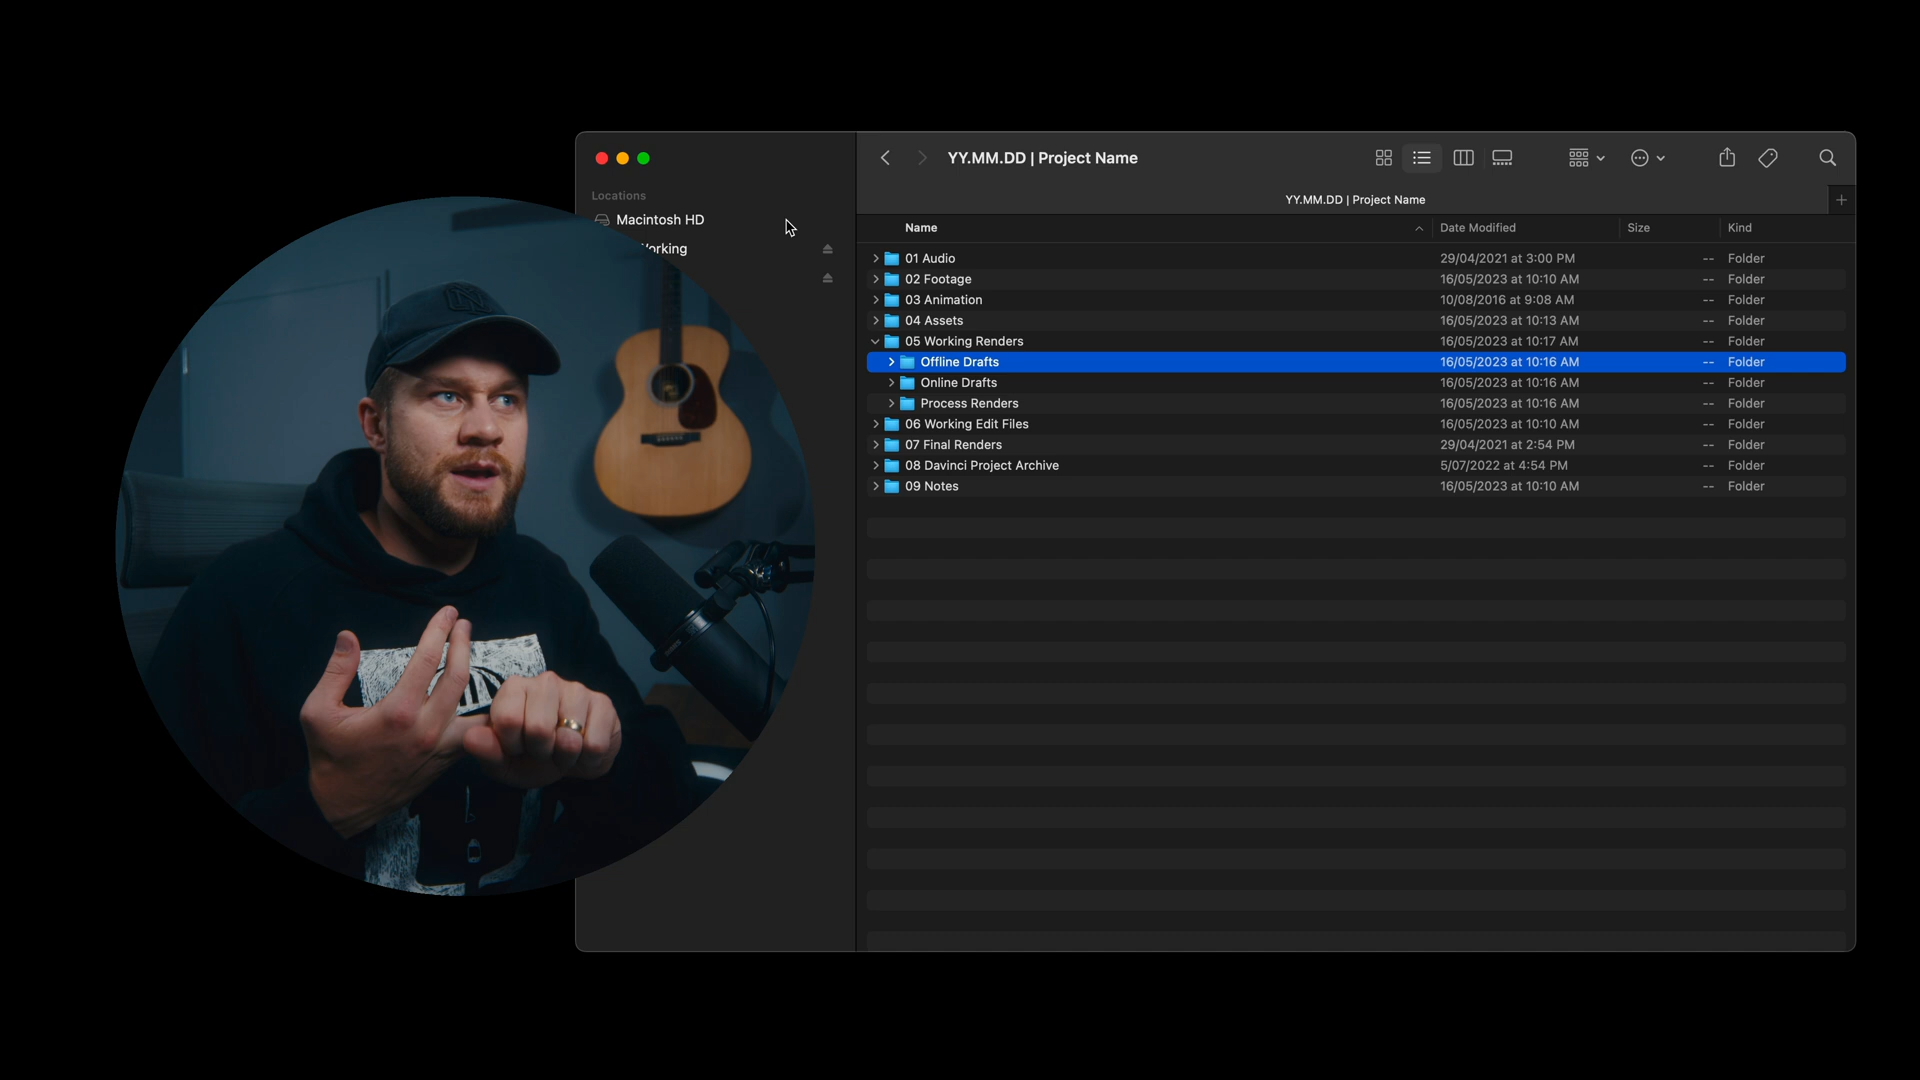 YY.MM.DD | Project Name
Locations
Macintosh HD
YY.MM.DD | Project Name
Name Date Modified Size Kind
01 Audio 29/04/2021 at 3:00 PM -- Folder
02 Footage 16/05/2023 at 10:10 AM -- Folder
03 Animation 10/08/2016 at 9:08 AM -- Folder
04 Assets 16/05/2023 at 10:13 AM -- Folder
05 Working Renders 16/05/2023 at 10:17 AM -- Folder
Offline Drafts 16/05/2023 at 10:16 AM -- Folder
Online Drafts 16/05/2023 at 10:16 AM -- Folder
Process Renders 16/05/2023 at 10:16 AM -- Folder
06 Working Edit Files 16/05/2023 at 10:10 AM -- Folder
07 Final Renders 29/04/2021 at 2:54 PM -- Folder
08 Davinci Project Archive 5/07/2022 at 4:54 PM -- Folder
09 Notes 16/05/2023 at 10:10 AM -- Folder